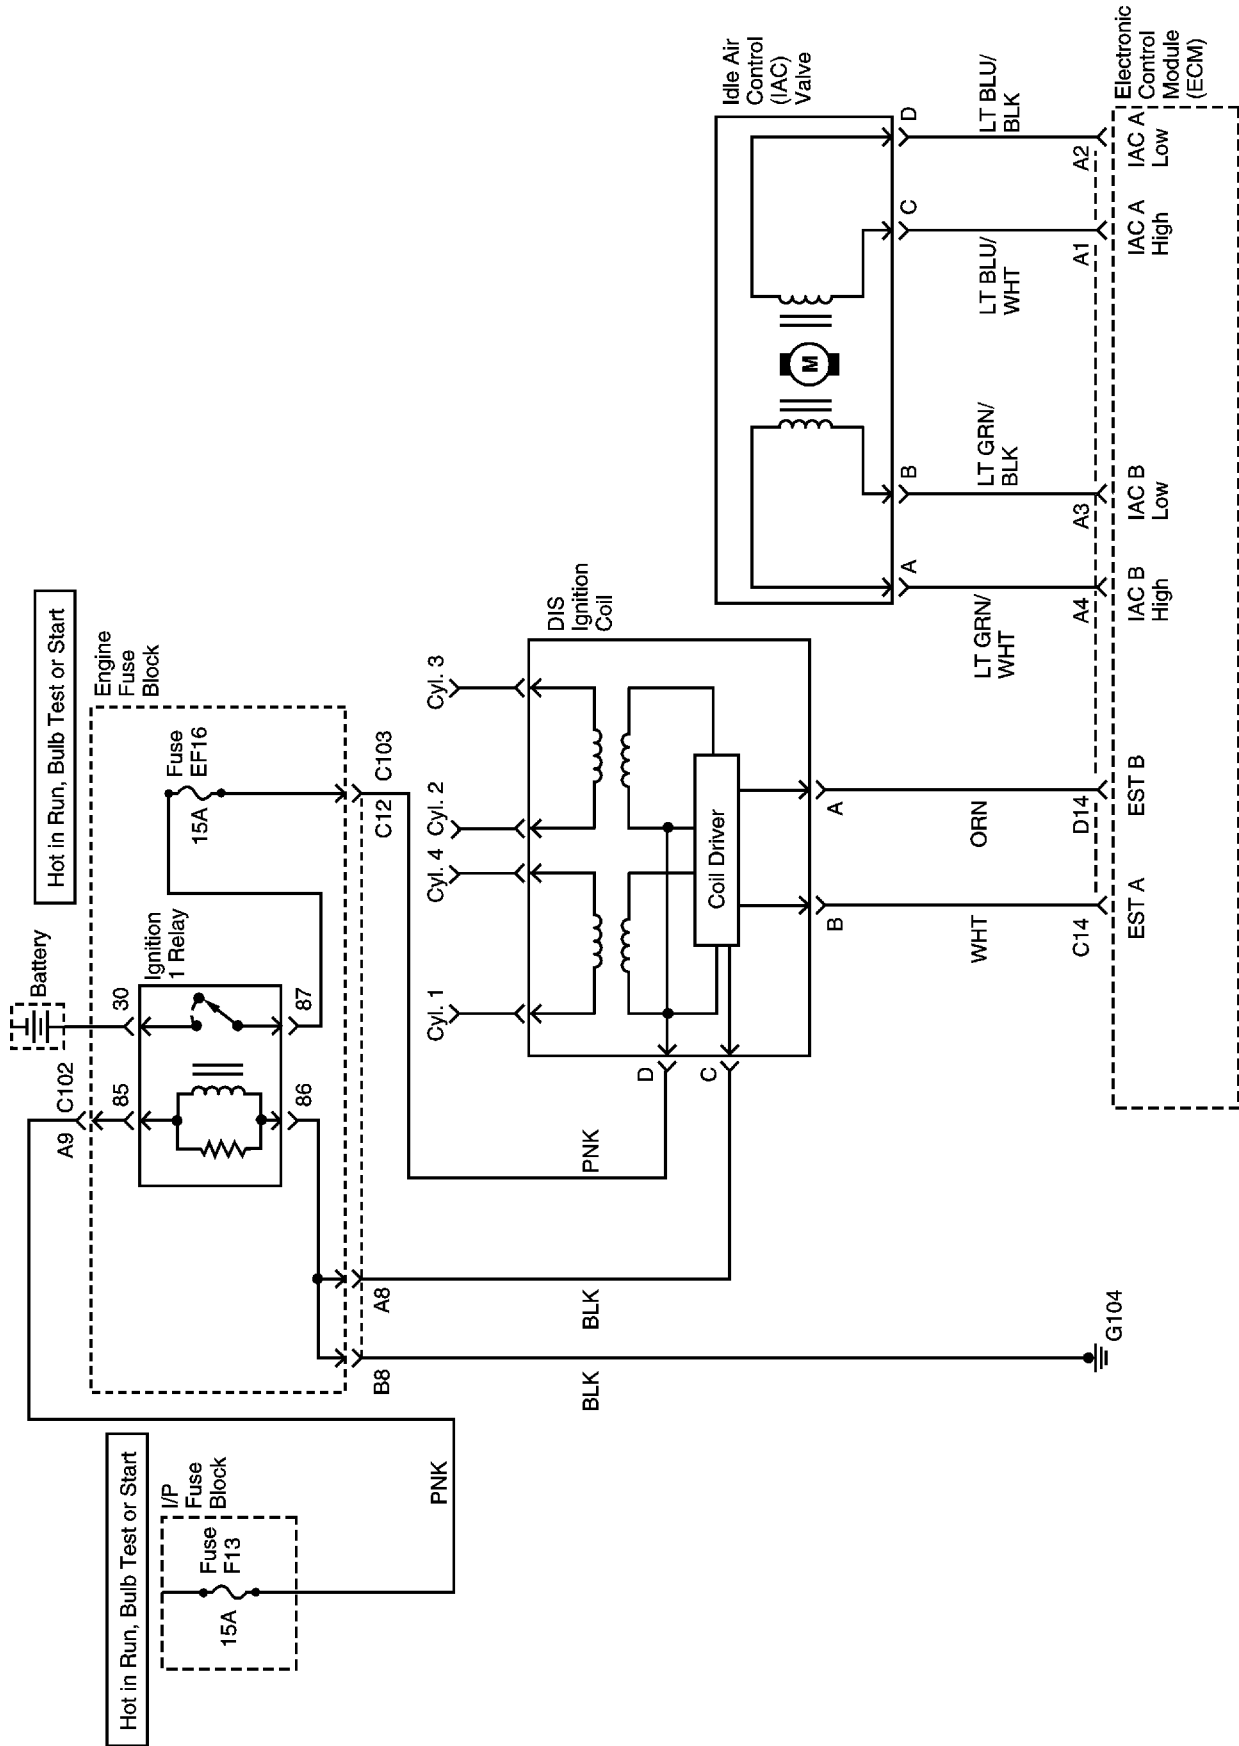 Hot in Run, Bulb Test or Start
I/P
Fuse
Block
Fuse
F13
15A
PNK
Battery
Hot in Run, Bulb Test or Start
Engine
Fuse
Block
A9
C102
85
30
Ignition
1 Relay
86
87
Fuse
EF16
15A
B8
A8
C12
C103
BLK
BLK
PNK
G104
Cyl. 1
Cyl. 4
Cyl. 2
Cyl. 3
DIS
Ignition
Coil
D
C
Coil Driver
B
A
WHT
ORN
C14
D14
EST A
EST B
Idle Air
Control
(IAC)
Valve
M
A
B
C
D
LT GRN/
WHT
LT GRN/
BLK
LT BLU/
WHT
LT BLU/
BLK
A4
A3
A1
A2
IAC B
High
IAC B
Low
IAC A
High
IAC A
Low
Electronic
Control
Module
(ECM)